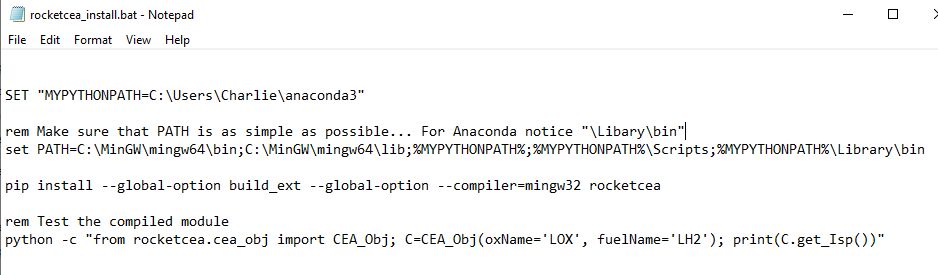 rocketcea_install.bat - Notepad
File Edit Format View Help
SET "MYPYTHONPATH=C:\Users\Charlie\anaconda3"
rem Make sure that PATH is as simple as possible... For Anaconda notice "\Libary\bin"
set PATH=C:\MinGW\mingw64\bin;C:\MinGW\mingw64\lib;%MYPYTHONPATH%;%MYPYTHONPATH%\Scripts;%MYPYTHONPATH%\Library\bin
pip install --global-option build_ext --global-option --compiler=mingw32 rocketcea
rem Test the compiled module
python -c "from rocketcea.cea_obj import CEA_Obj; C=CEA_Obj(oxName='LOX', fuelName='LH2'); print(C.get_Isp())"